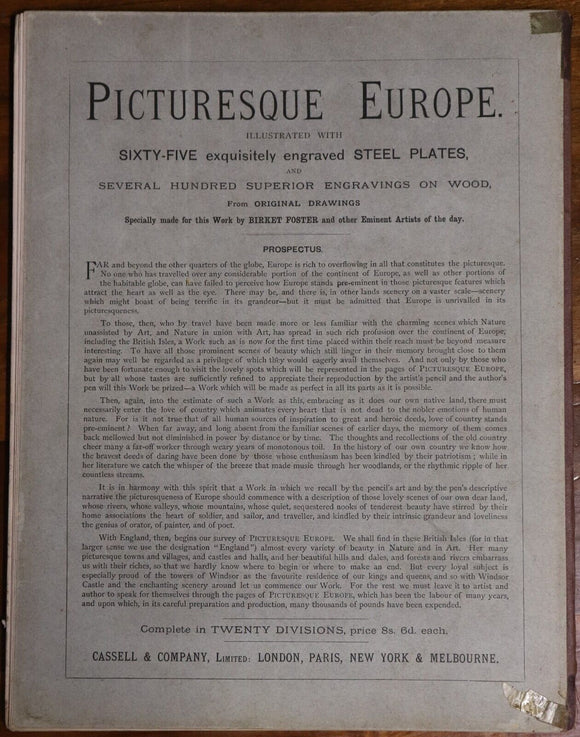 PICTURESQUE EUROPE.
ILLUSTRATED WITH
SIXTY-FIVE exquisitely engraved STEEL PLATES,
AND
SEVERAL HUNDRED SUPERIOR ENGRAVINGS ON WOOD,
From ORIGINAL DRAWINGS
Specially made for this Work by BIRKET FOSTER and other Eminent Artists of the day.
PROSPECTUS.
FAR and beyond the other quarters of the globe, Europe is rich to overflowing in all that constitutes the picturesque.
No one who has travelled over any considerable portion of the continent of Europe, as well as other portions of
the habitable globe, can have failed to perceive how Europe stands pre-eminent in those picturesque features which
attract the heart as well as the eye. There may be, and there is, in other lands scenery on a vaster scale—scenery
which might boast of being terrific in its grandeur—but it must be admitted that Europe is unrivalled in its
picturesqueness.
To those, then, who by travel have been made more or less familiar with the charming scenes which Nature
unassisted by Art, and Nature in union with Art, has spread in such rich profusion over the continent of Europe,
including the British Isles, a Work such as is now for the first time placed within their reach must be beyond measure
interesting. To have all those prominent scenes of beauty which still linger in their memory brought close to them
again may well be regarded as a privilege of which they would eagerly avail themselves. And not only by those who
have been fortunate enough to visit the lovely spots which will be represented in the pages of PICTURESQUE EUROPE,
but by all whose tastes are sufficiently refined to appreciate their reproduction by the artist's pencil and the author's
pen will this Work be prized—a Work which will be made as perfect in all its parts as it is possible.
Then, again, into the estimate of such a Work as this, embracing as it does our own native land, there must
necessarily enter the love of country which animates every heart that is not dead to the nobler emotions of human
nature. For is it not true that of all human sources of inspiration to great and heroic deeds, love of country stands
pre-eminent? When far away, and long absent from the familiar scenes of earlier days, the memory of them comes
back mellowed but not diminished in power by distance or by time. The thoughts and recollections of the old country
cheer many a far-off worker through weary years of monotonous toil. In the history of our own country we know how
the bravest deeds of daring have been done by those whose enthusiasm has been kindled by their patriotism; while in
her literature we catch the whisper of the breeze that made music through her woodlands, or the rhythmic ripple of her
countless streams.
It is in harmony with this spirit that a Work in which we recall by the pencil's art and by the pen's descriptive
narrative the picturesqueness of Europe should commence with a description of those lovely scenes of our own dear land,
whose rivers, whose valleys, whose mountains, whose quiet, sequestered nooks of tenderest beauty have stirred by their
home associations the heart of soldier, and sailor, and traveller, and kindled by their intrinsic grandeur and loveliness
the genius of orator, of painter, and of poet.
With England, then, begins our survey of PICTURESQUE EUROPE. We shall find in these British Isles (for in that
larger sense we use the designation "England") almost every variety of beauty in Nature and in Art. Her many
picturesque towns and villages, and castles and halls, and her beautiful hills and dales, and forests and rivers embarrass
us with their riches, so that we hardly know where to begin or where to make an end. But every loyal subject is
especially proud of the towers of Windsor as the favourite residence of our kings and queens, and so with Windsor
Castle and the enchanting scenery around let us commence our Work. For the rest we must leave it to artist and
author to speak for themselves through the pages of PICTURESQUE EUROPE, which has been the labour of many years,
and upon which, in its careful preparation and production, many thousands of pounds have been expended.
Complete in TWENTY DIVISIONS, price 8s. 6d. each.
CASSELL & COMPANY, LIMITED: LONDON, PARIS, NEW YORK & MELBOURNE.